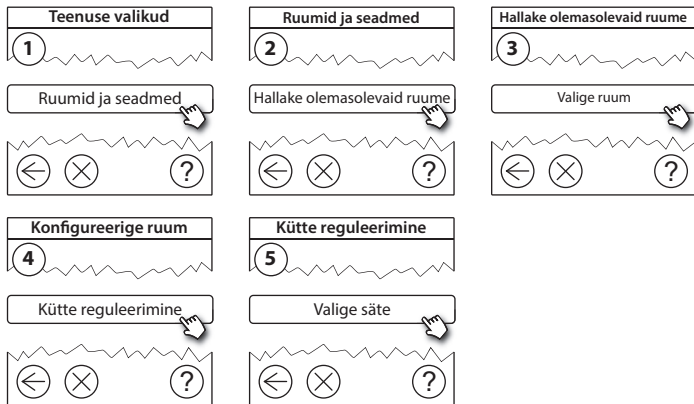 Teenuse valikud
1
Ruumid ja seadmed
?
Ruumid ja seadmed
2
Hallake olemasolevaid ruume
?
Hallake olemasolevaid ruume
3
Valige ruum
?
Konfigureerige ruum
4
Kütte reguleerimine
?
Kütte reguleerimine
5
Valige säte
?